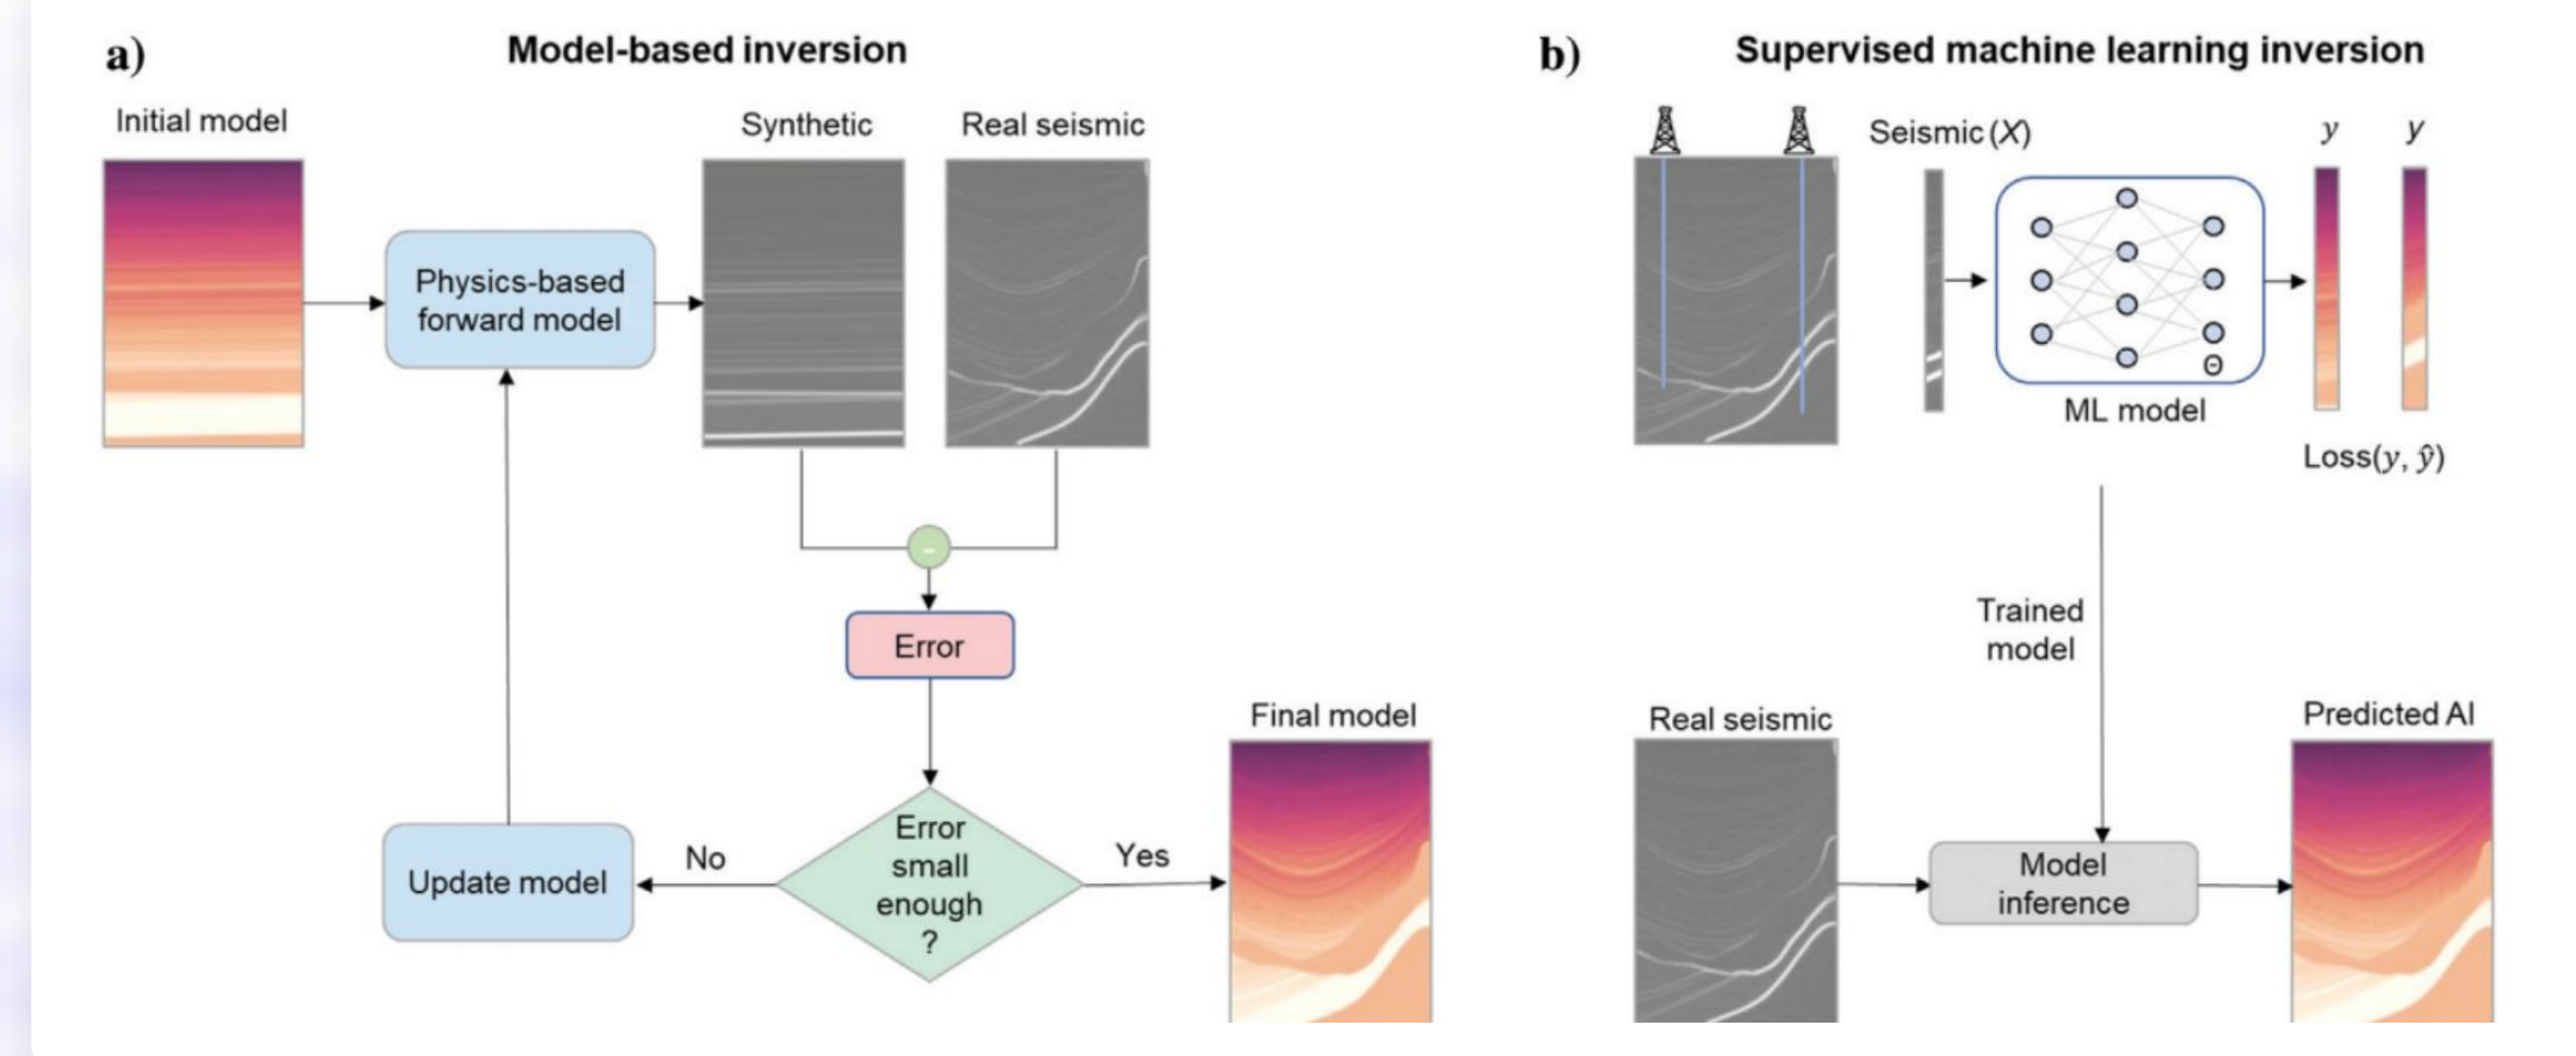 a)
Model-based inversion
Initial model
Synthetic
Real seismic
Physics-based
forward model
-
Error
Error
small
enough
?
No
Yes
Update model
Final model
b)
Supervised machine learning inversion
Seismic (X)
y
y
Θ
ML model
Loss(y, ŷ)
Trained
model
Real seismic
Model
inference
Predicted AI